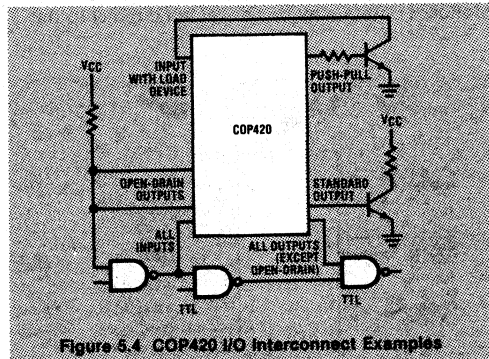 INPUT
WITH LOAD
DEVICE
VCC
PUSH-PULL
OUTPUT
COP420
VCC
OPEN-DRAIN
OUTPUTS
STANDARD
OUTPUT
ALL
INPUTS
ALL OUTPUTS
(EXCEPT
OPEN-DRAIN)
TTL
TTL
Figure 5.4 COP420 I/O Interconnect Examples